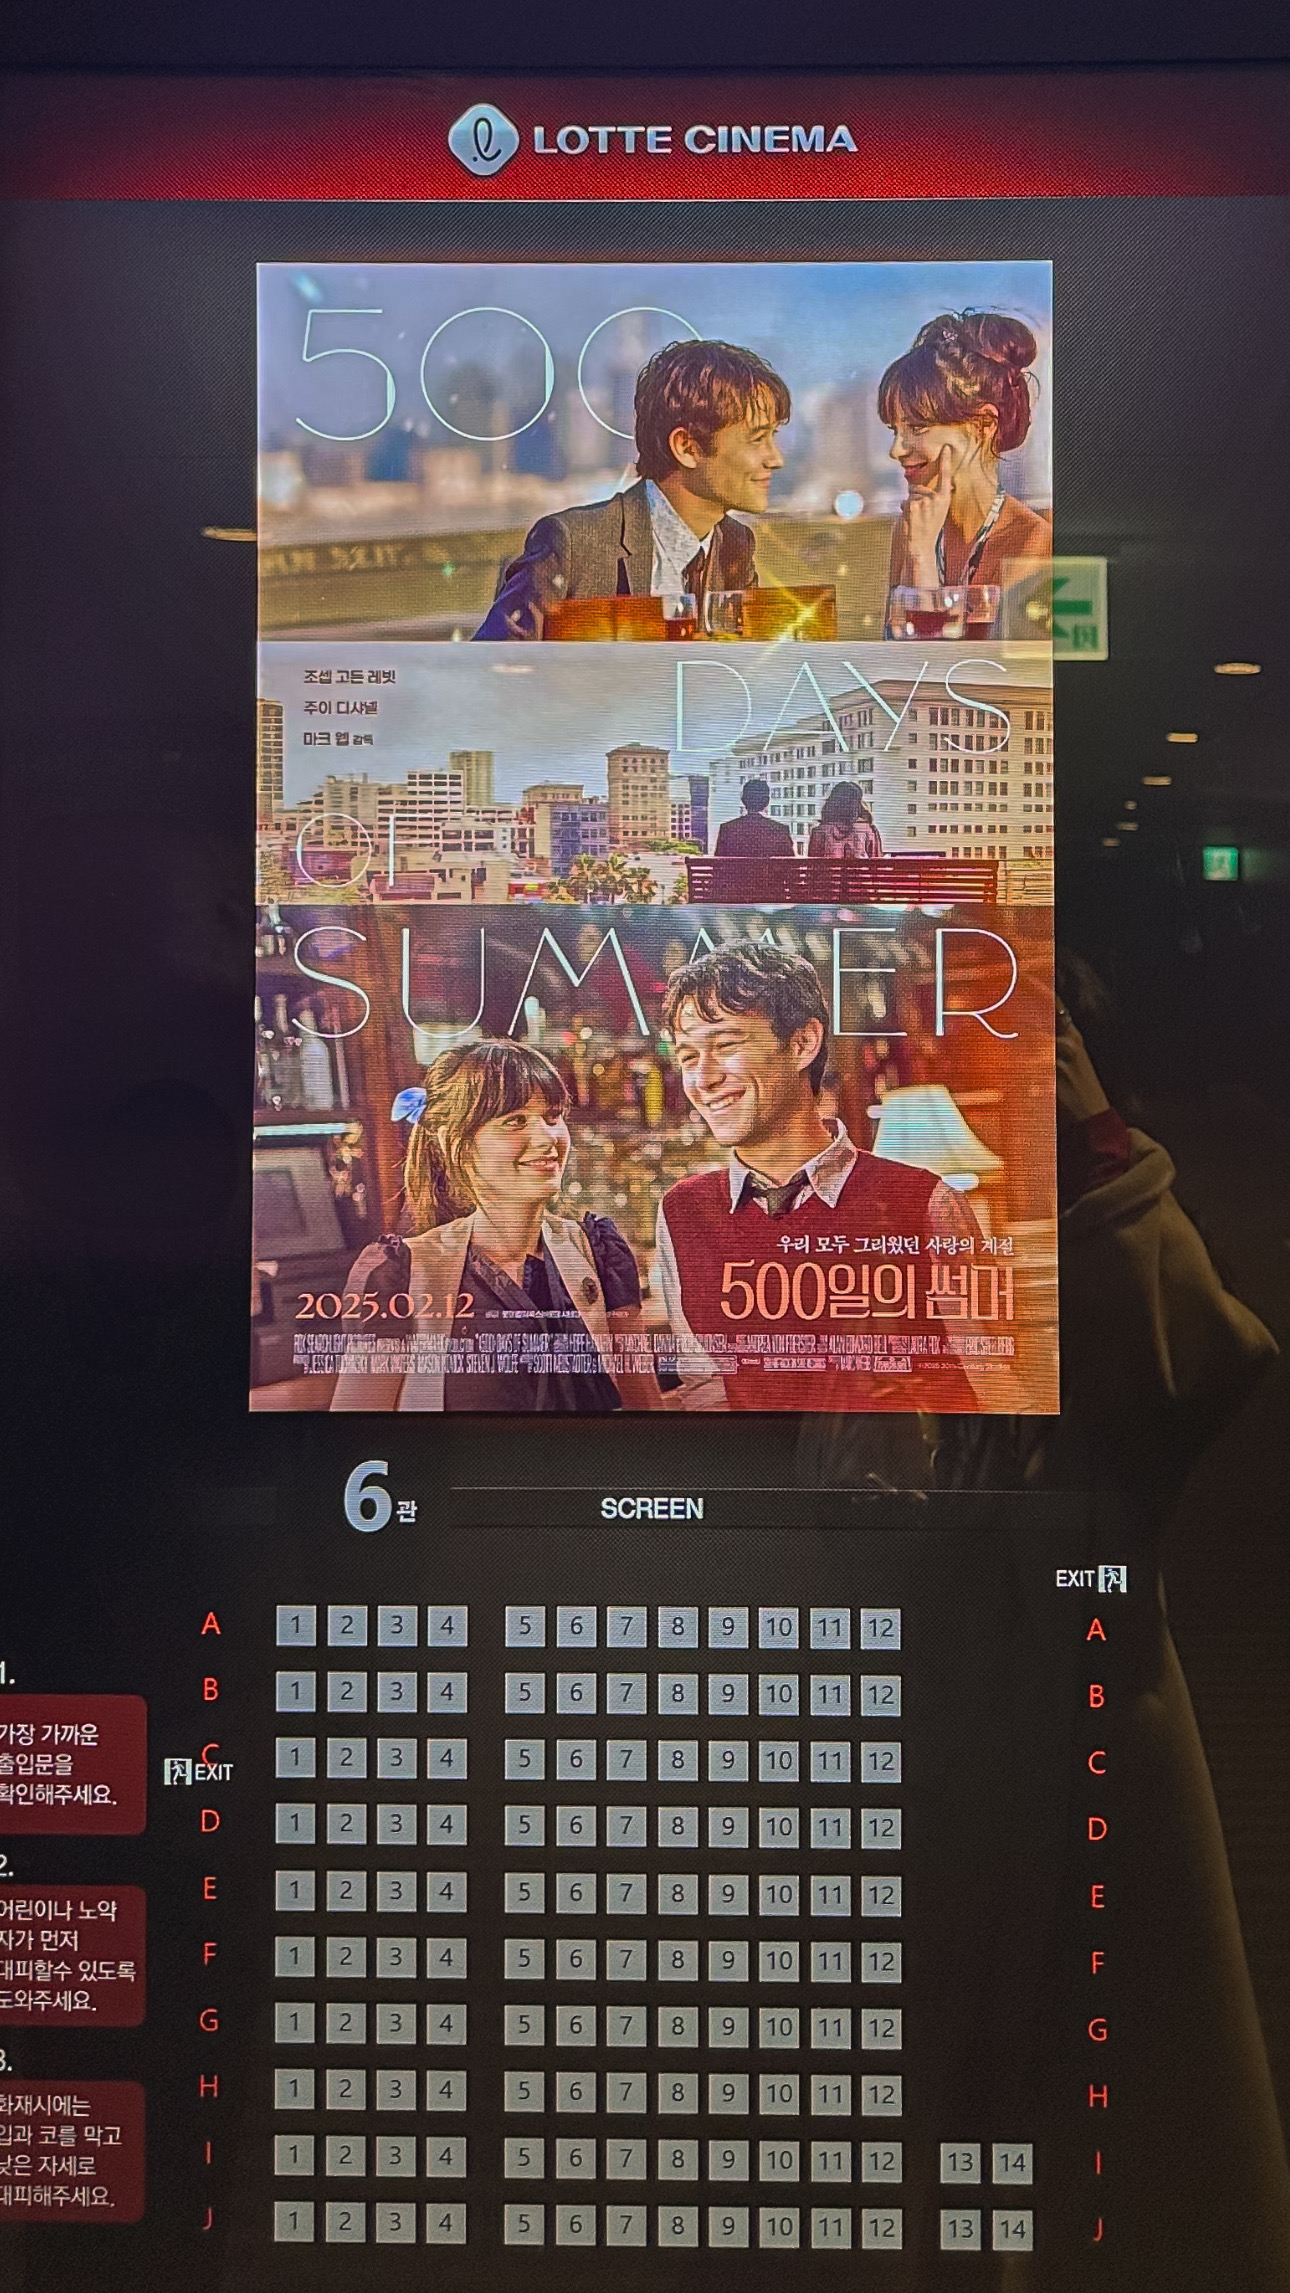 LOTTE CINEMA
500
조셉 고든 레빗
주이 디샤넬
마크 웹 감독
DAYS
OF
SUMMER
우리 모두 그리웠던 사랑의 계절
500일의 썸머
2025.02.12
6관
SCREEN
EXIT
A 1 2 3 4 5 6 7 8 9 10 11 12 A
B 1 2 3 4 5 6 7 8 9 10 11 12 B
C 1 2 3 4 5 6 7 8 9 10 11 12 C
EXIT
D 1 2 3 4 5 6 7 8 9 10 11 12 D
E 1 2 3 4 5 6 7 8 9 10 11 12 E
F 1 2 3 4 5 6 7 8 9 10 11 12 F
G 1 2 3 4 5 6 7 8 9 10 11 12 G
H 1 2 3 4 5 6 7 8 9 10 11 12 H
I 1 2 3 4 5 6 7 8 9 10 11 12 13 14 I
J 1 2 3 4 5 6 7 8 9 10 11 12 13 14 J
1.
가장 가까운
출입문을
확인해주세요.
2.
어린이나 노약
자가 먼저
대피할수 있도록
도와주세요.
3.
화재시에는
입과 코를 막고
낮은 자세로
대피해주세요.